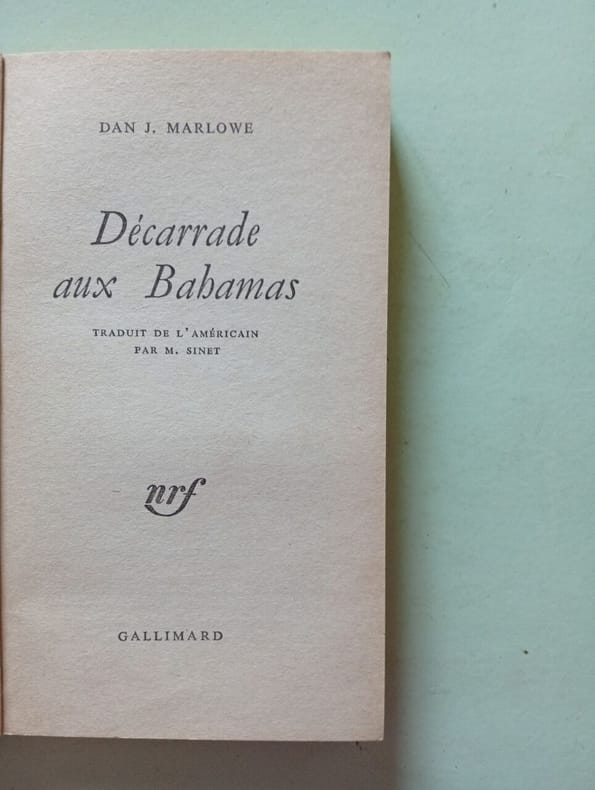 DAN J. MARLOWE
Décarrade
aux Bahamas
TRADUIT DE L'AMÉRICAIN
PAR M. SINET
nrf
GALLIMARD